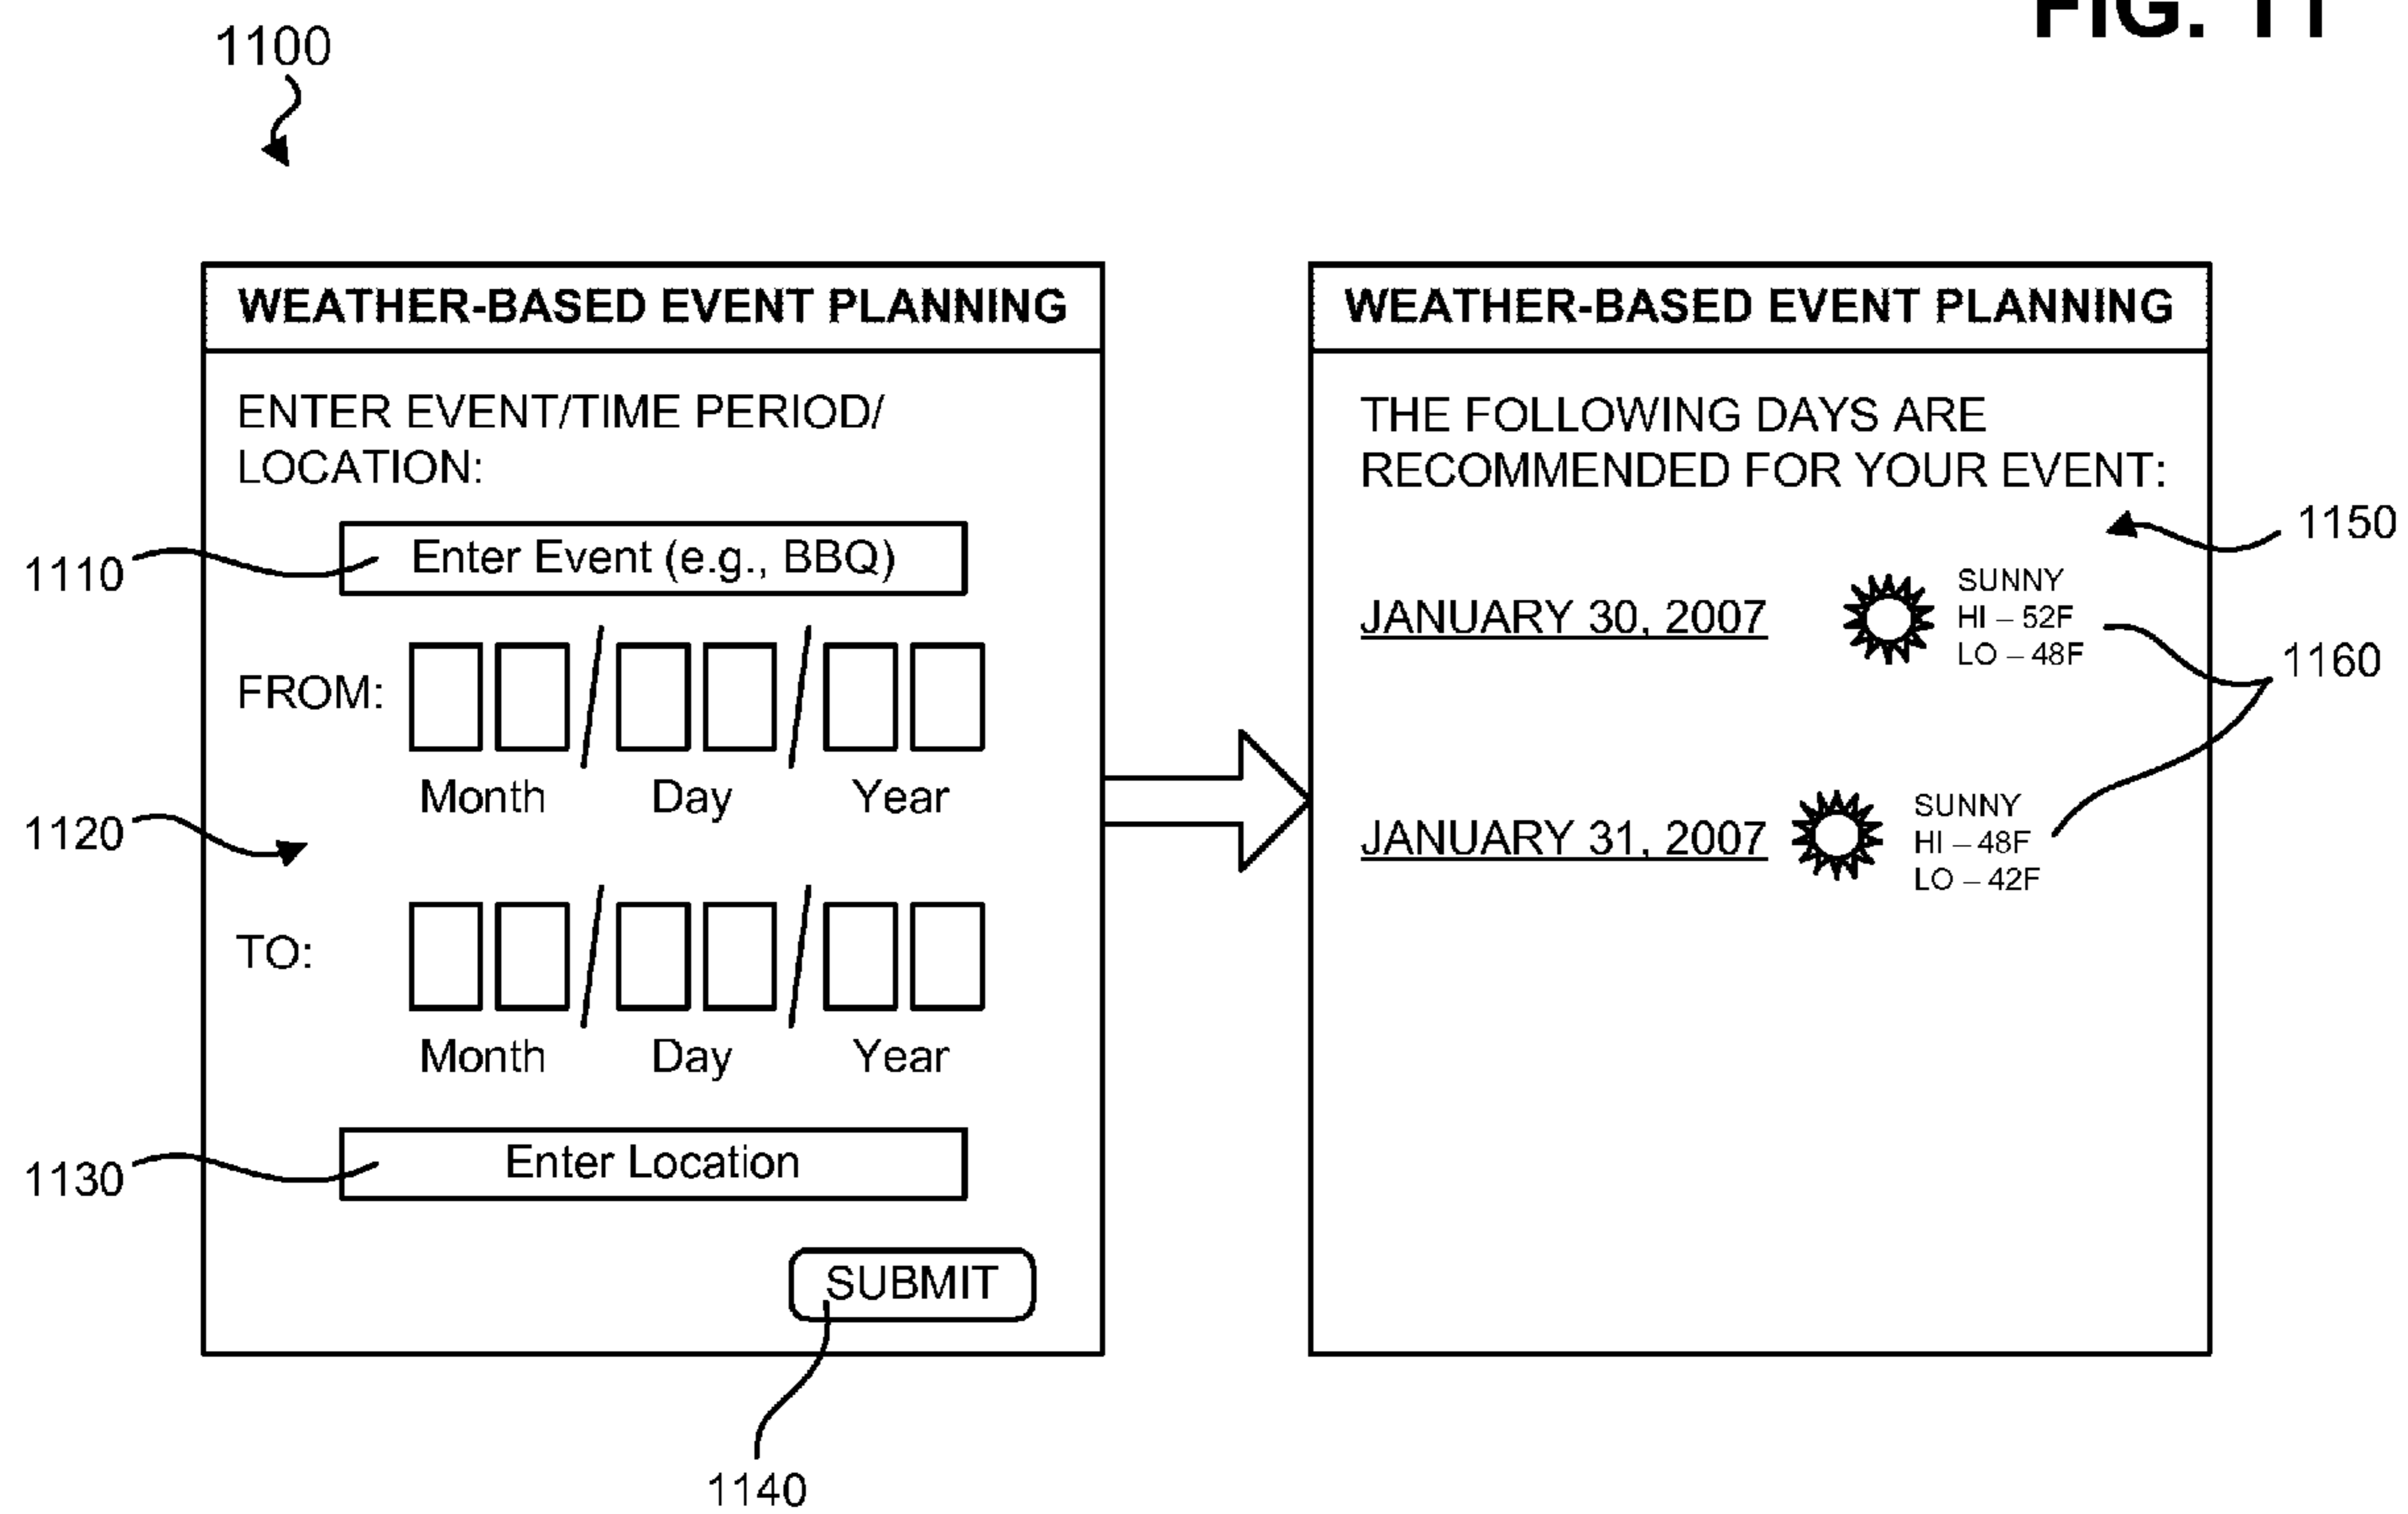 FIG. 11
1100
WEATHER-BASED EVENT PLANNING
ENTER EVENT/TIME PERIOD/
LOCATION:
1110
Enter Event (e.g., BBQ)
FROM:
/ /
Month Day Year
1120
TO:
/ /
Month Day Year
1130
Enter Location
SUBMIT
1140
WEATHER-BASED EVENT PLANNING
THE FOLLOWING DAYS ARE
RECOMMENDED FOR YOUR EVENT:
1150
JANUARY 30, 2007
SUNNY
HI – 52F
LO – 48F
1160
JANUARY 31, 2007
SUNNY
HI – 48F
LO – 42F